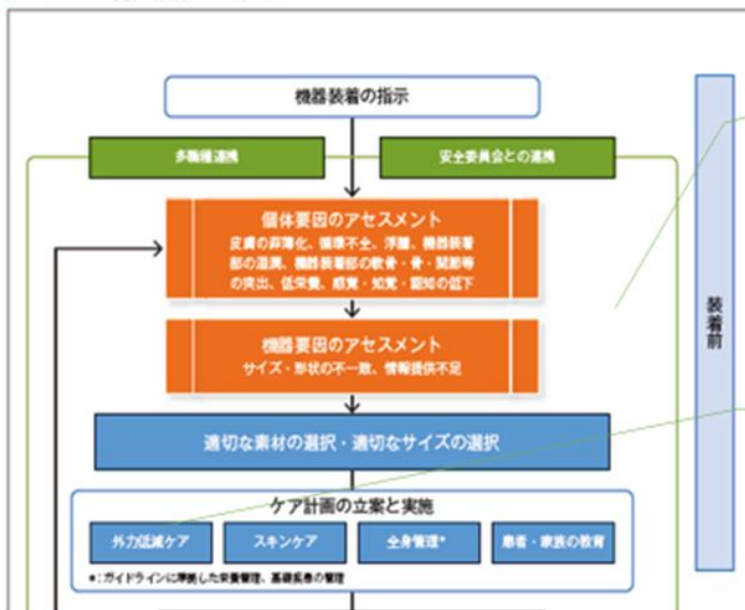 機器装着の指示
多職種連携
安全委員会との連携
個体要因のアセスメント
皮膚の菲薄化、循環不全、浮腫、機器装着
部の湿潤、機器装着部の軟骨・骨・関節等
の突出、低栄養、感覚・知覚・認知の低下
機器要因のアセスメント
サイズ・形状の不一致、情報提供不足
装着前
適切な素材の選択・適切なサイズの選択
ケア計画の立案と実施
外力低減ケア
スキンケア
全身管理*
患者・家族の教育
*:ガイドラインに準拠した栄養管理、基礎疾患の管理